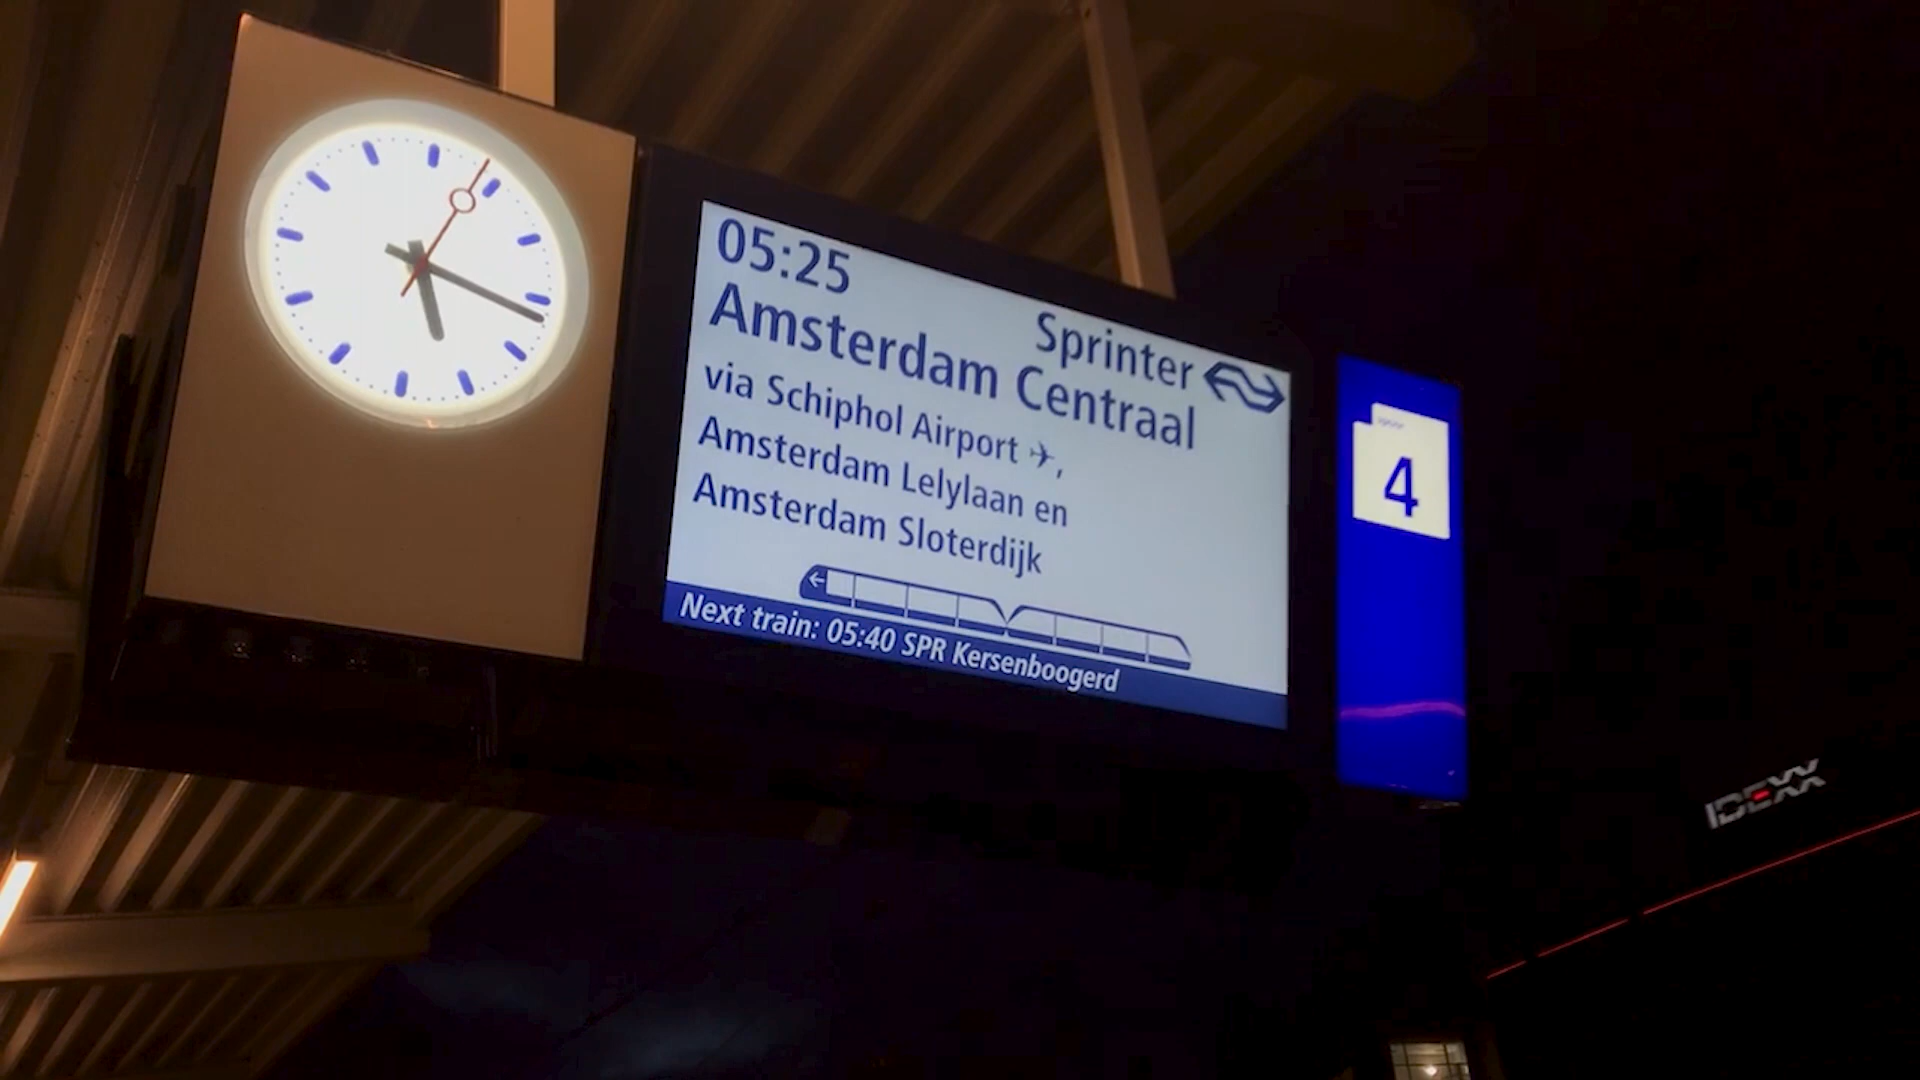 05:25
Sprinter
Amsterdam Centraal
via Schiphol Airport ✈,
Amsterdam Lelylaan en
Amsterdam Sloterdijk
Next train: 05:40 SPR Kersenboogerd
4
IDEXX